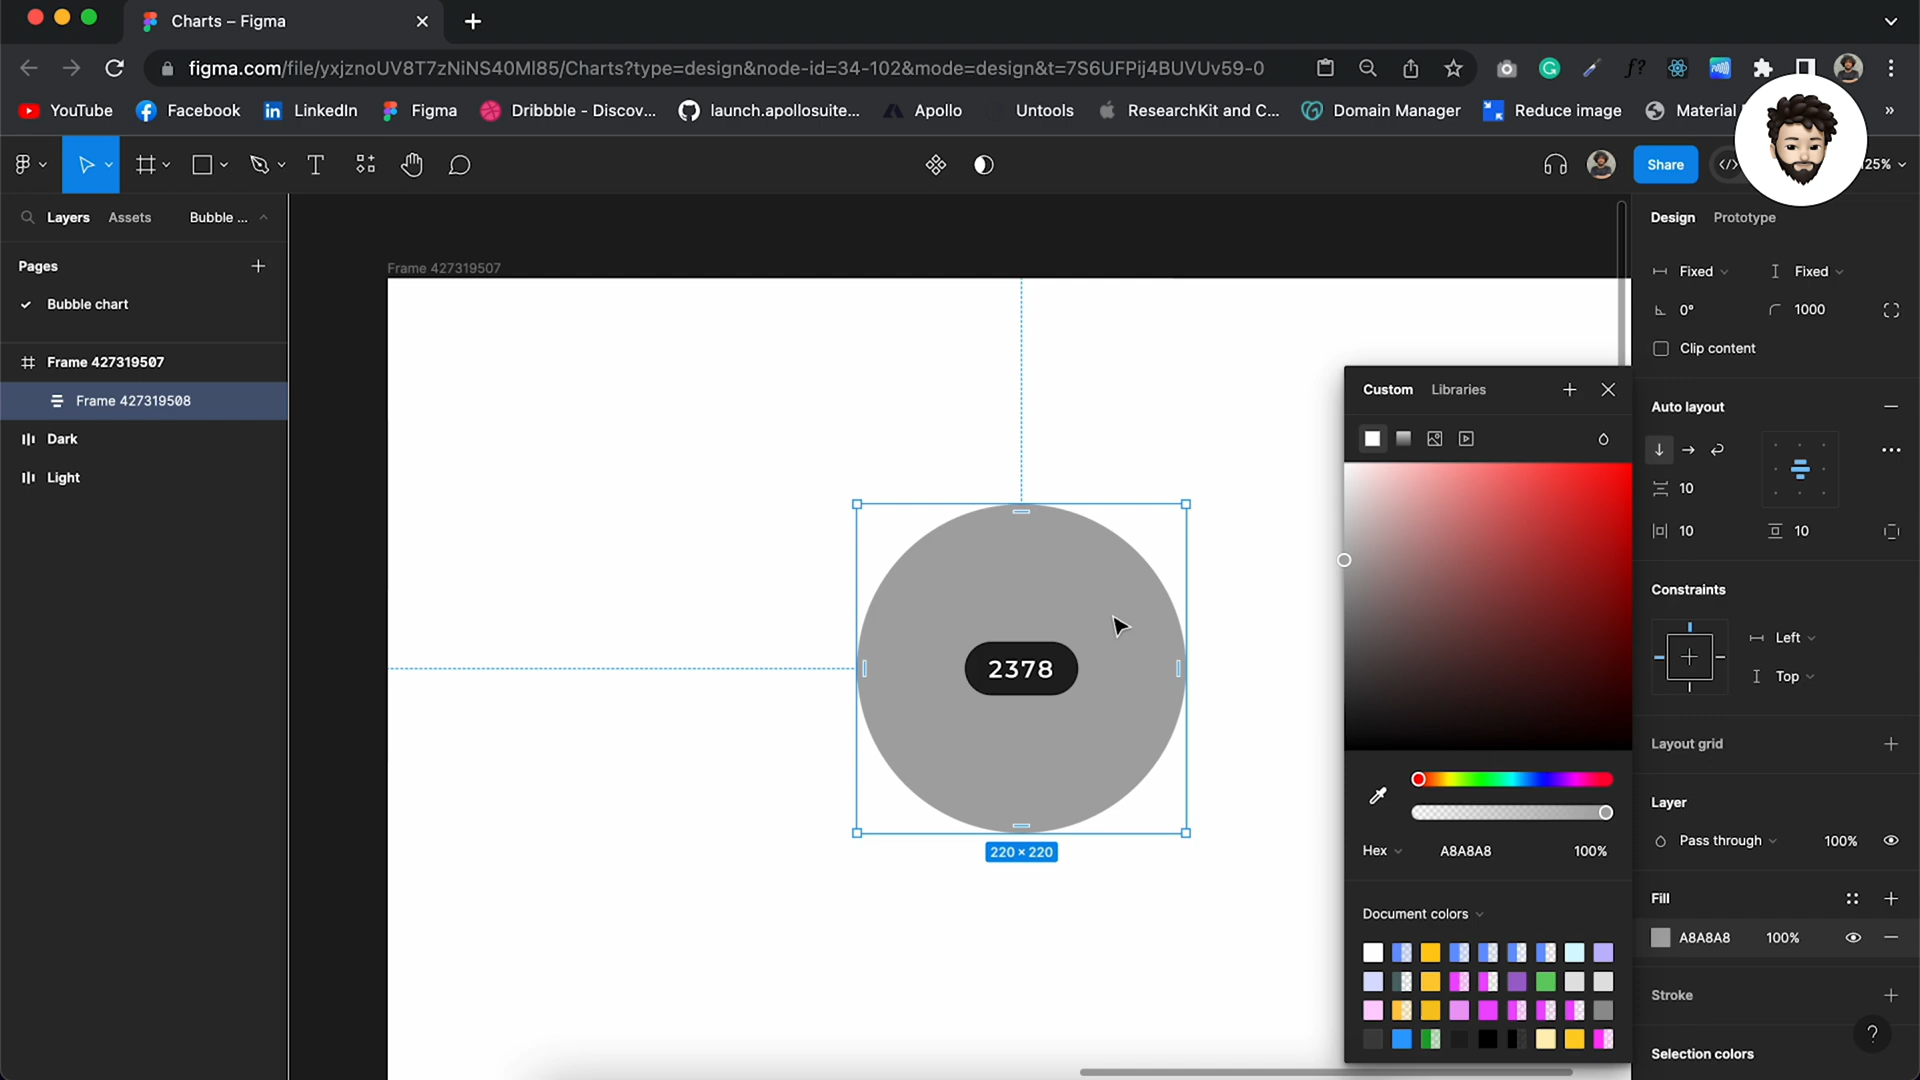 Charts – Figma
figma.com/file/yxjznoUV8T7zNiNS40Ml85/Charts?type=design&node-id=34-102&mode=design&t=7S6UFPij4BUVUv59-0
f?
YouTube Facebook LinkedIn Figma Dribbble - Discov... launch.apollosuite... Apollo Untools ResearchKit and C... Domain Manager Reduce image Material »
Share 25%
Layers Assets Bubble ... Design Prototype
Pages
Bubble chart
Frame 427319507
Frame 427319508
Dark
Light
Frame 427319507
2378
220 × 220
Custom Libraries
Hex A8A8A8 100%
Document colors
Fixed Fixed
0° 1000
Clip content
Auto layout
10
10 10
Constraints
Left
Top
Layout grid
Layer
Pass through 100%
Fill
A8A8A8 100%
Stroke
?
Selection colors